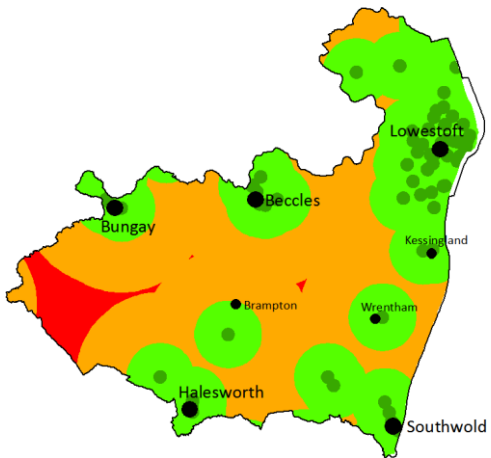 Lowestoft
Beccles
Bungay
Kessingland
Brampton
Wrentham
Halesworth
Southwold